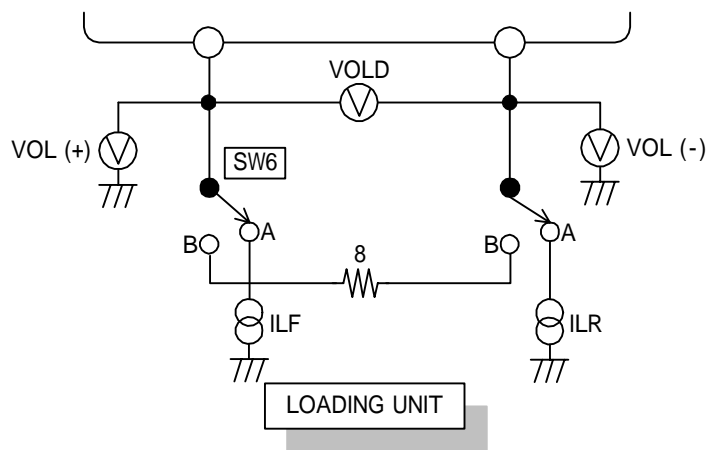 VOLD
V
VOL (+) V
V VOL (-)
SW6
A
A
B
B
8
ILF
ILR
LOADING UNIT